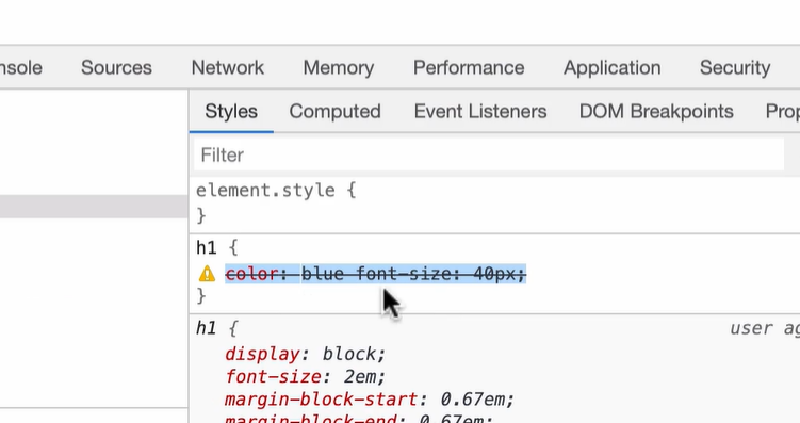 nsole Sources Network Memory Performance Application Security
Styles Computed Event Listeners DOM Breakpoints Prop
Filter
element.style {
}
h1 {
color: blue font-size: 40px;
}
h1 { user ag
display: block;
font-size: 2em;
margin-block-start: 0.67em;
margin-block-end: 0.67em;